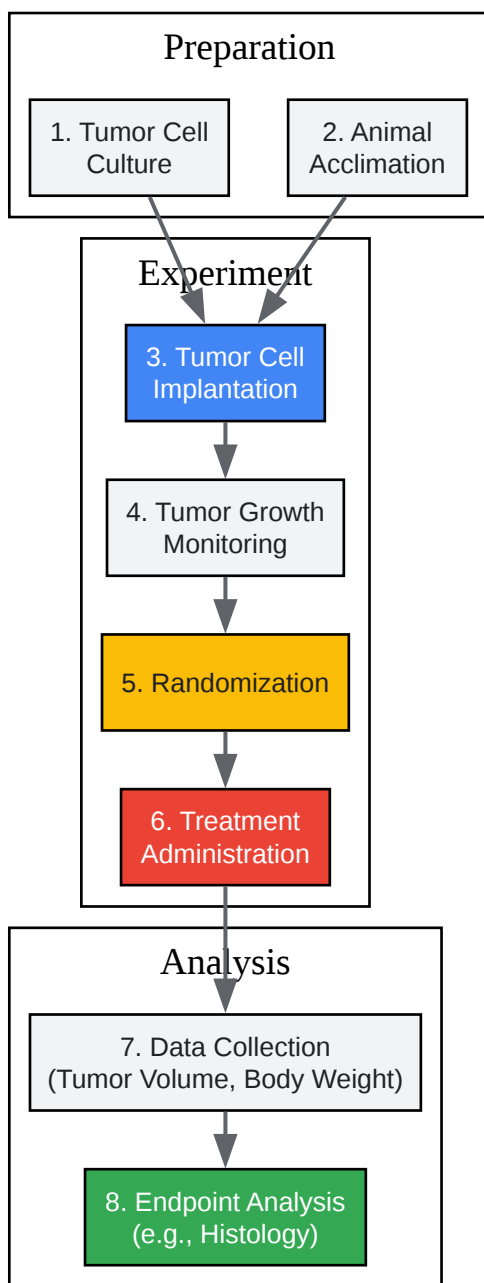 Preparation
1. Tumor Cell
Culture
2. Animal
Acclimation
Experiment
3. Tumor Cell
Implantation
4. Tumor Growth
Monitoring
5. Randomization
6. Treatment
Administration
Analysis
7. Data Collection
(Tumor Volume, Body Weight)
8. Endpoint Analysis
(e.g., Histology)